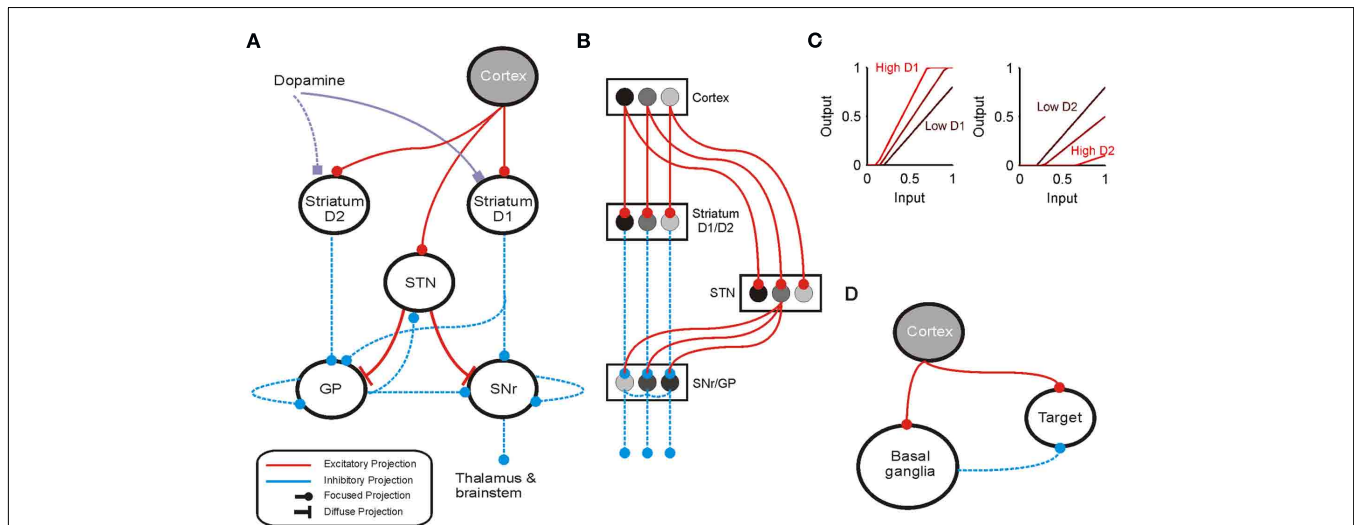 A
Cortex
Dopamine
Striatum
D2
Striatum
D1
STN
GP
SNr
Thalamus &
brainstem
Excitatory Projection
Inhibitory Projection
Focused Projection
Diffuse Projection
B
Cortex
Striatum
D1/D2
STN
SNr/GP
C
1
0.5
0
Output
High D1
Low D1
0
0.5
1
Input
1
0.5
0
Output
Low D2
High D2
0
0.5
1
Input
D
Cortex
Target
Basal
ganglia